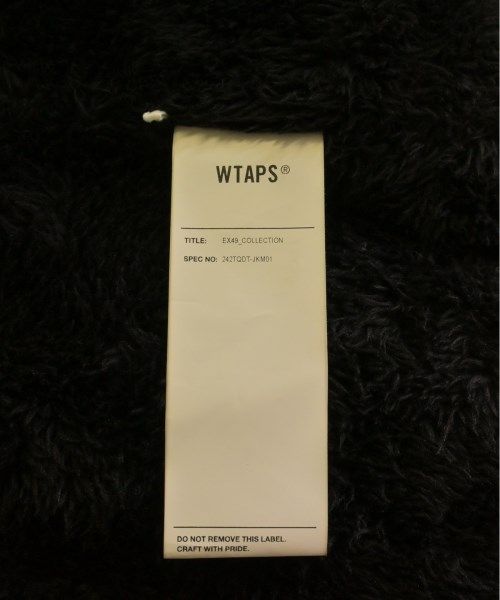 WTAPS®
TITLE: EX49_COLLECTION
SPEC NO: 242TQDT-JKM01
DO NOT REMOVE THIS LABEL.
CRAFT WITH PRIDE.